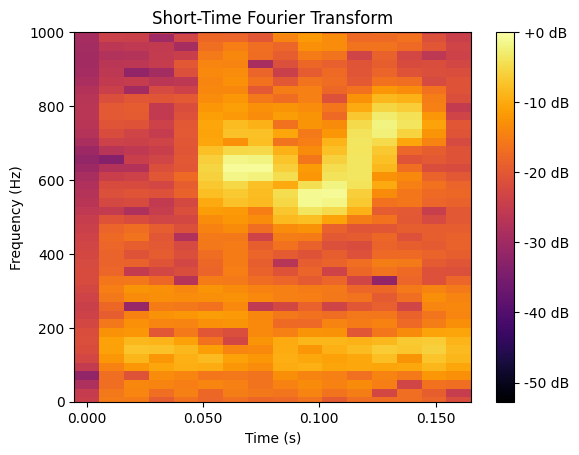 Short-Time Fourier Transform
1000
800
600
400
200
0
Frequency (Hz)
0.000
0.050
0.100
0.150
Time (s)
+0 dB
-10 dB
-20 dB
-30 dB
-40 dB
-50 dB